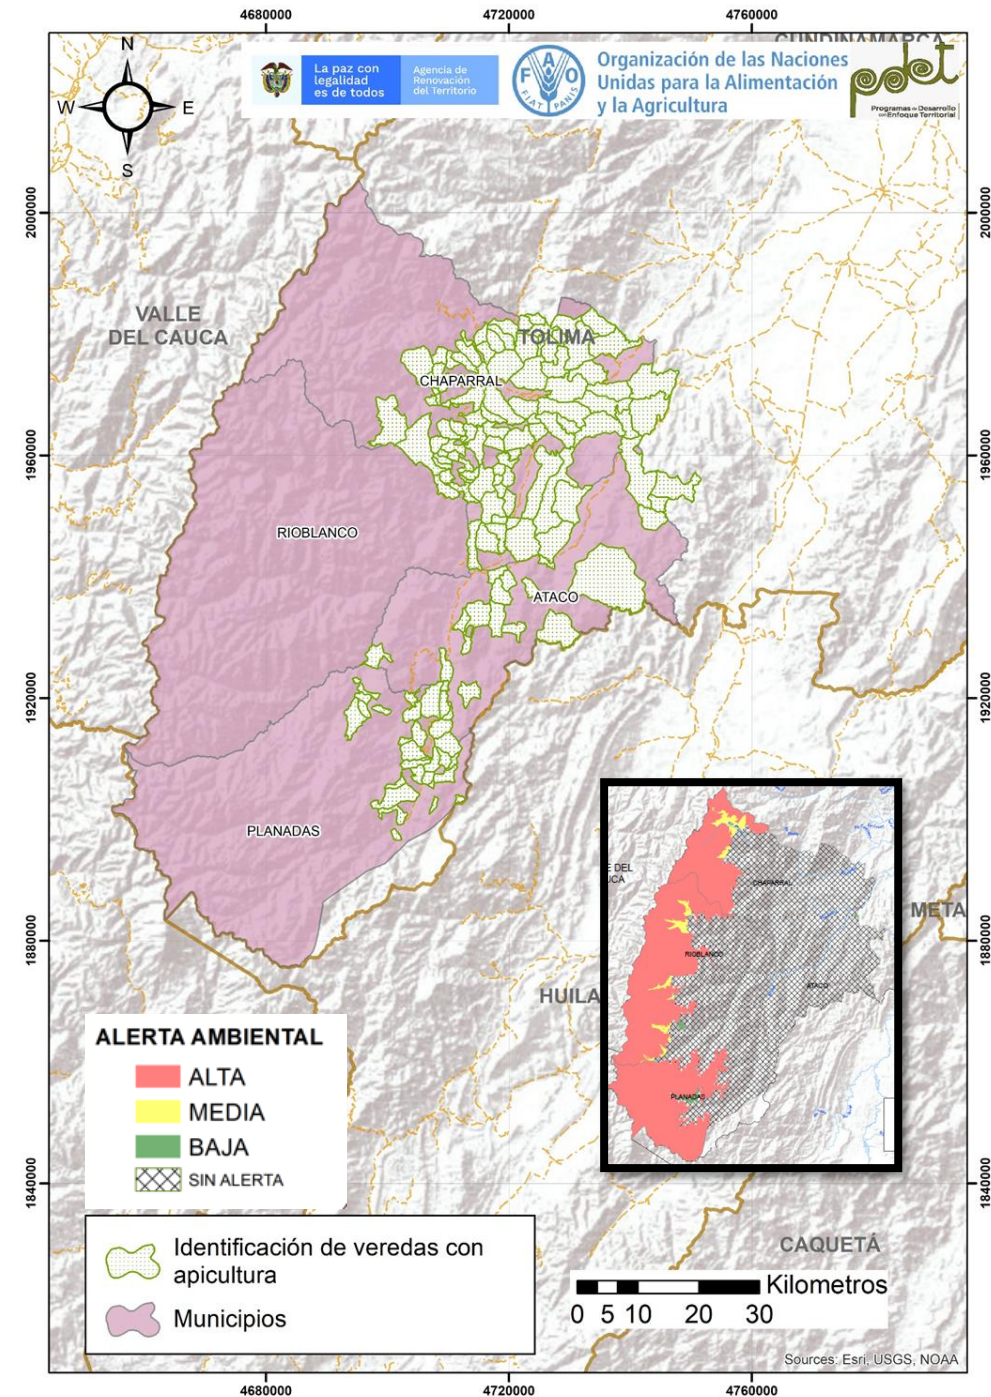 4680000
4720000
4760000
CUNDINAMARCA
N
W
E
S
La paz con
legalidad
es de todos
Agencia de
Renovación
del Territorio
F A O
FIAT PANIS
Organización de las Naciones
Unidas para la Alimentación
y la Agricultura
pdet
Programas de Desarrollo
con Enfoque Territorial
2000000
2000000
VALLE
DEL CAUCA
TOLIMA
CHAPARRAL
1960000
1960000
RIOBLANCO
ATACO
1920000
1920000
PLANADAS
E DEL
UCA
CHAPARRAL
RIOBLANCO
ATACO
PLANADAS
META
1880000
1880000
HUILA
ALERTA AMBIENTAL
ALTA
MEDIA
BAJA
SIN ALERTA
1840000
1840000
Identificación de veredas con
apicultura
Municipios
CAQUETÁ
Kilometros
0 5 10 20 30
Sources: Esri, USGS, NOAA
4680000
4720000
4760000